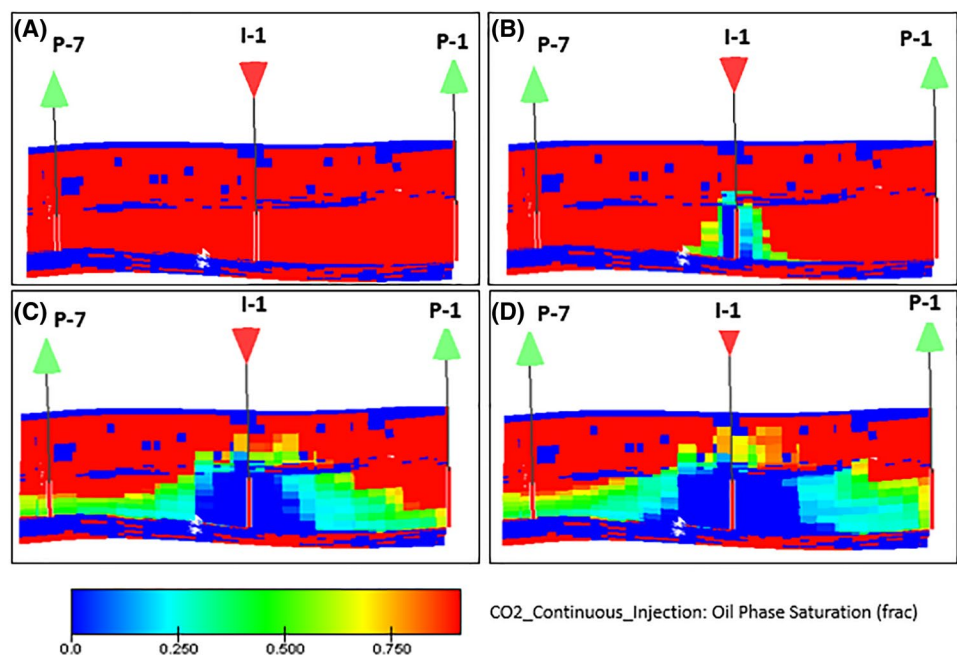 (A)
P-7
I-1
P-1
(B)
P-7
I-1
P-1
(C)
P-7
I-1
P-1
(D)
P-7
I-1
P-1
0.0 0.250 0.500 0.750
CO2_Continuous_Injection: Oil Phase Saturation (frac)